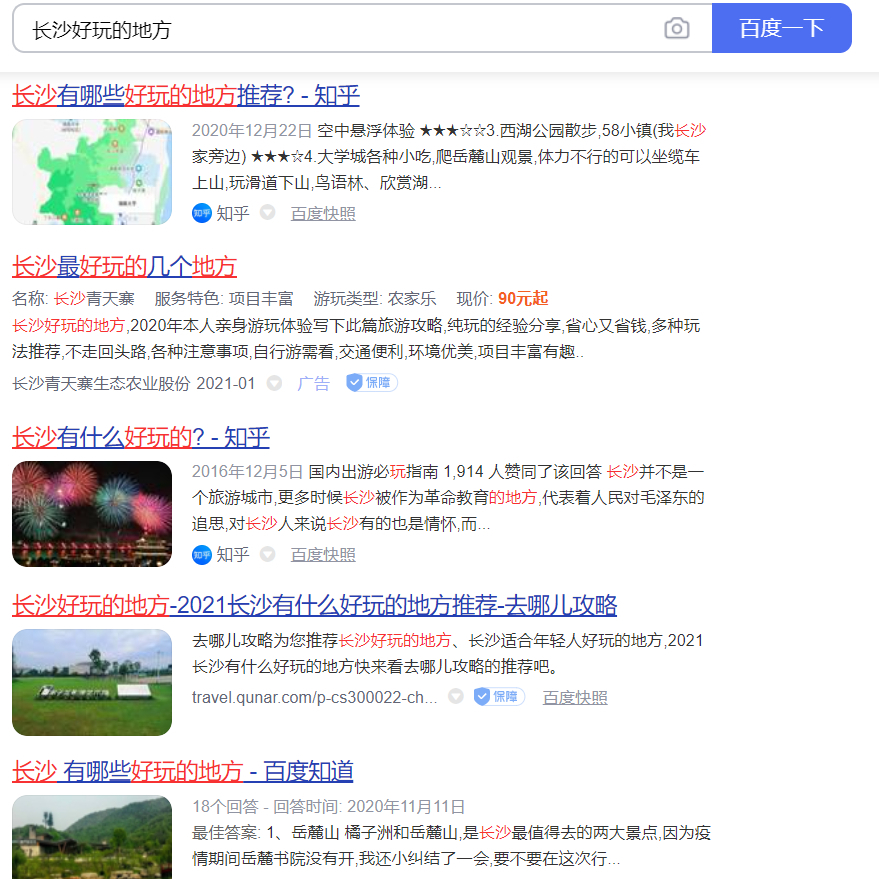 长沙好玩的地方
百度一下
长沙有哪些好玩的地方推荐? - 知乎
2020年12月22日 空中悬浮体验 ★★★☆☆3.西湖公园散步,58小镇(我长沙
家旁边) ★★★☆4.大学城各种小吃,爬岳麓山观景,体力不行的可以坐缆车
上山,玩滑道下山,鸟语林、欣赏湖...
知乎 知乎 百度快照
长沙最好玩的几个地方
名称: 长沙青天寨 服务特色: 项目丰富 游玩类型: 农家乐 现价: 90元起
长沙好玩的地方,2020年本人亲身游玩体验写下此篇旅游攻略,纯玩的经验分享,省心又省钱,多种玩
法推荐,不走回头路,各种注意事项,自行游需看,交通便利,环境优美,项目丰富有趣..
长沙青天寨生态农业股份 2021-01 广告 保障
长沙有什么好玩的? - 知乎
2016年12月5日 国内出游必玩指南 1,914 人赞同了该回答 长沙并不是一
个旅游城市,更多时候长沙被作为革命教育的地方,代表着人民对毛泽东的
追思,对长沙人来说长沙有的也是情怀,而...
知乎 知乎 百度快照
长沙好玩的地方-2021长沙有什么好玩的地方推荐-去哪儿攻略
去哪儿攻略为您推荐长沙好玩的地方、长沙适合年轻人好玩的地方,2021
长沙有什么好玩的地方快来看去哪儿攻略的推荐吧。
travel.qunar.com/p-cs300022-ch... 保障 百度快照
长沙 有哪些好玩的地方 - 百度知道
18个回答 - 回答时间: 2020年11月11日
最佳答案: 1、岳麓山 橘子洲和岳麓山,是长沙最值得去的两大景点,因为疫
情期间岳麓书院没有开,我还小纠结了一会,要不要在这次行...